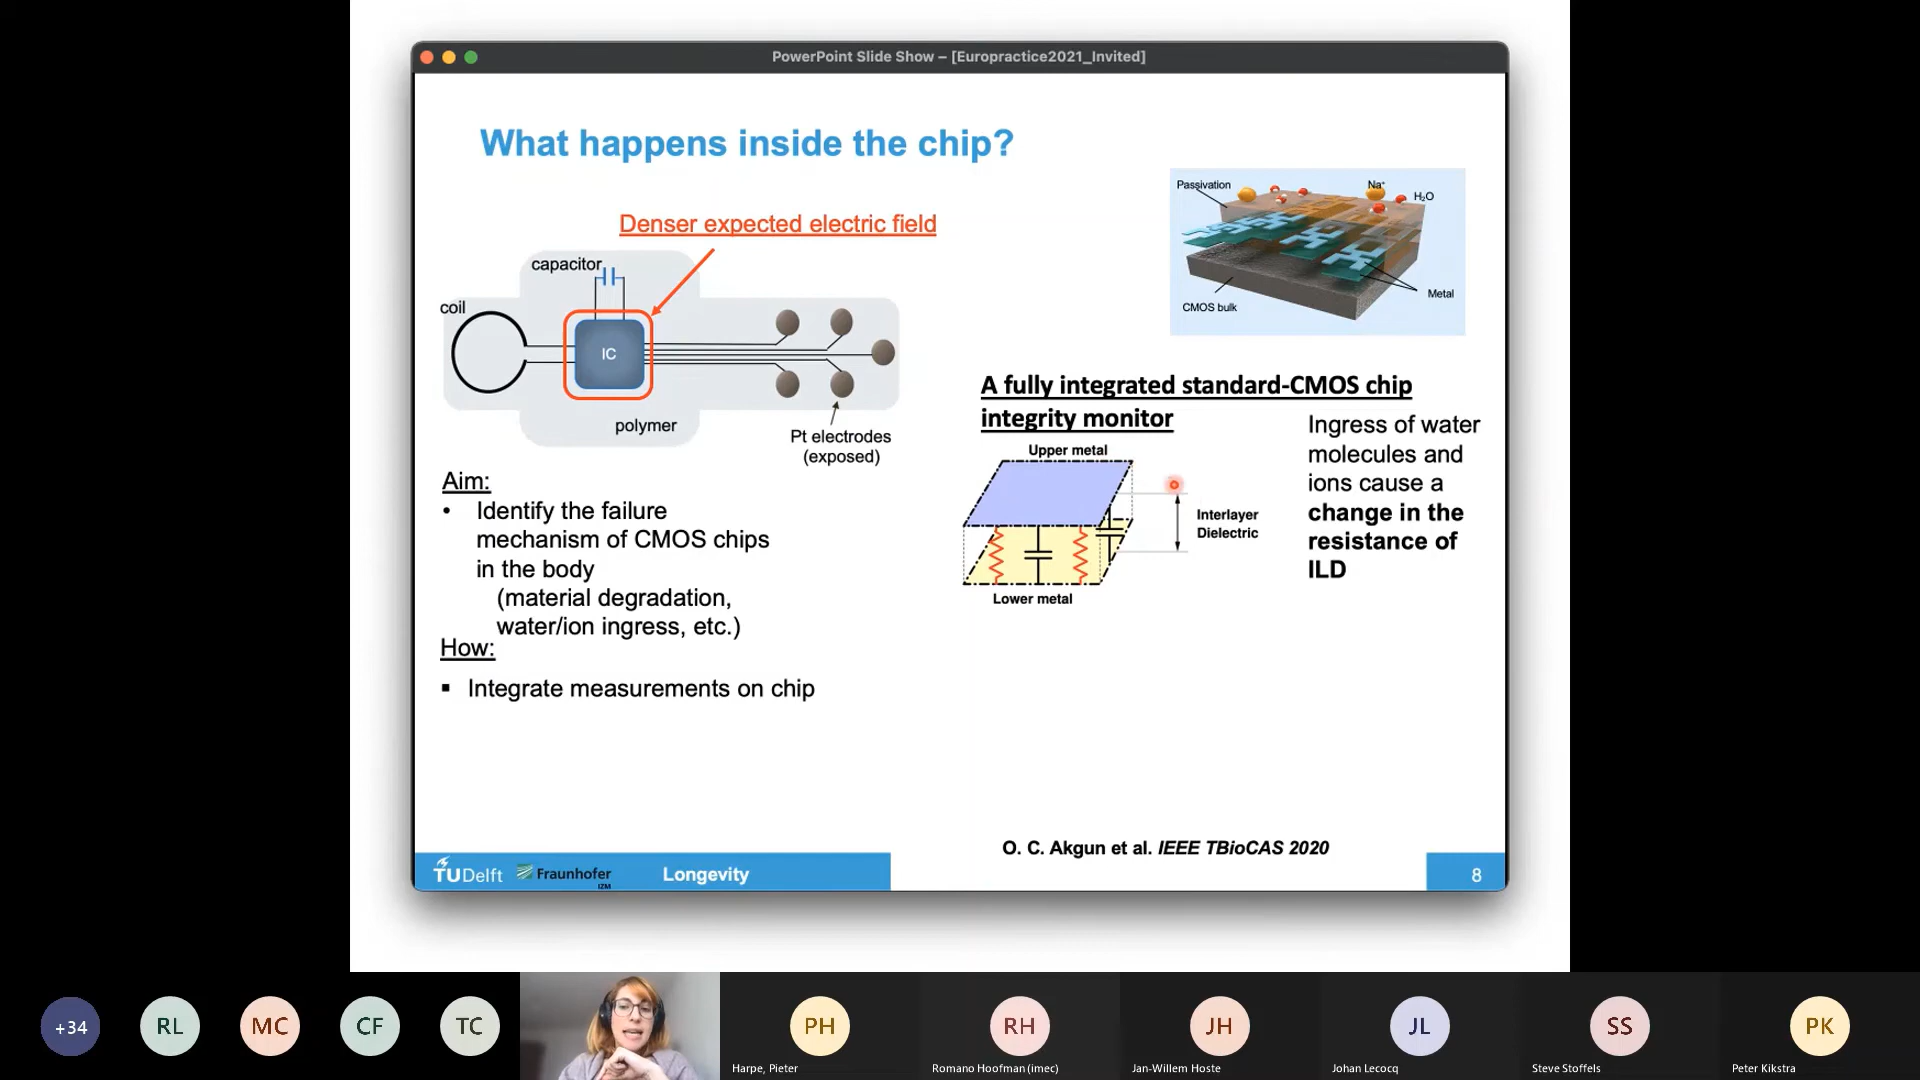 PowerPoint Slide Show – [Europractice2021_Invited]
What happens inside the chip?
Denser expected electric field
capacitor
coil
IC
polymer
Pt electrodes
(exposed)
Passivation
Na⁺
H₂O
Metal
CMOS bulk
Aim:
• Identify the failure
mechanism of CMOS chips
in the body
(material degradation,
water/ion ingress, etc.)
How:
▪ Integrate measurements on chip
A fully integrated standard-CMOS chip
integrity monitor
Upper metal
Interlayer
Dielectric
Lower metal
Ingress of water
molecules and
ions cause a
change in the
resistance of
ILD
O. C. Akgun et al. IEEE TBioCAS 2020
TUDelft
Fraunhofer
IZM
Longevity
8
+34
RL
MC
CF
TC
PH
Harpe, Pieter
RH
Romano Hoofman (imec)
JH
Jan-Willem Hoste
JL
Johan Lecocq
SS
Steve Stoffels
PK
Peter Kikstra